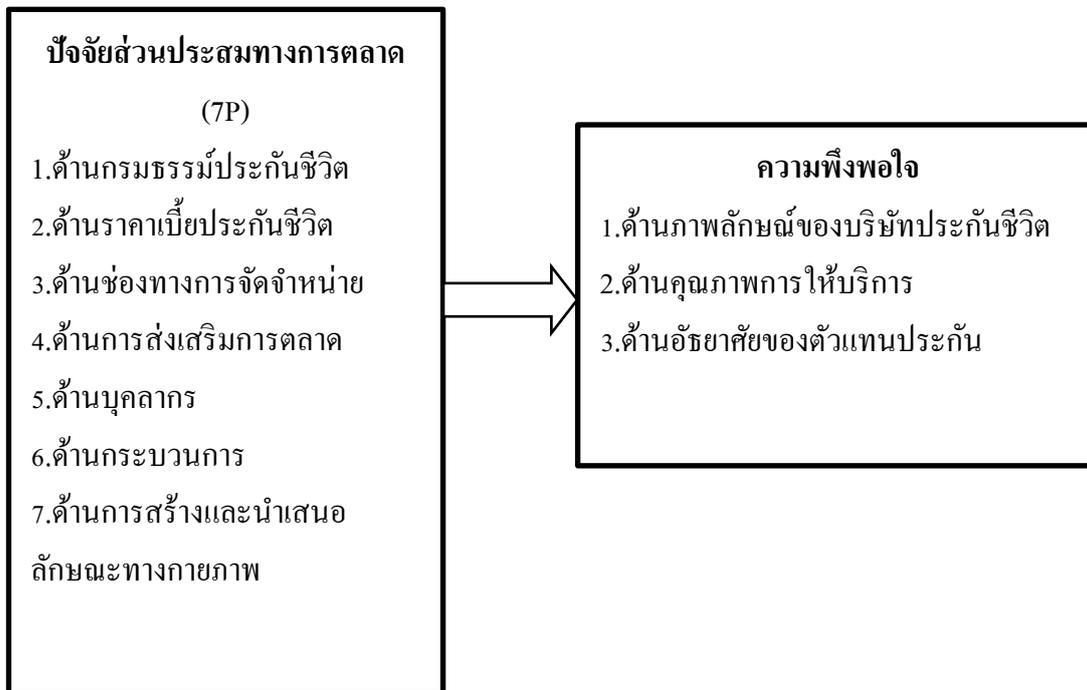 ปัจจัยส่วนประสมทางการตลาด
(7P)
1.ด้านกรมธรรม์ประกันชีวิต
2.ด้านราคาเบี้ยประกันชีวิต
3.ด้านช่องทางการจัดจำหน่าย
4.ด้านการส่งเสริมการตลาด
5.ด้านบุคลากร
6.ด้านกระบวนการ
7.ด้านการสร้างและนำเสนอ
ลักษณะทางกายภาพ
ความพึงพอใจ
1.ด้านภาพลักษณ์ของบริษัทประกันชีวิต
2.ด้านคุณภาพการให้บริการ
3.ด้านอัธยาศัยของตัวแทนประกัน